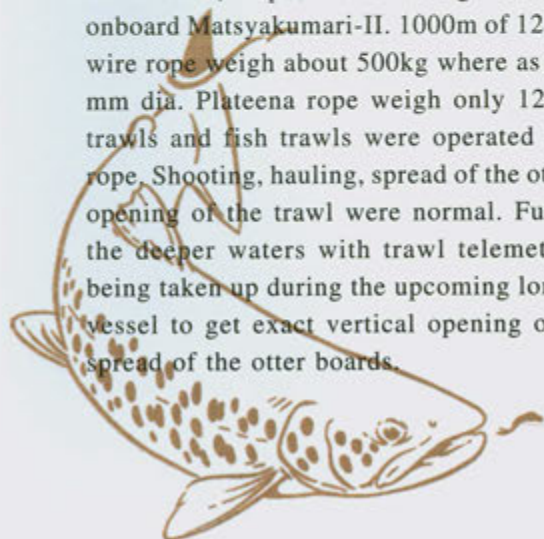 onboard Matsyakumari-II. 1000m of 12
wire rope weigh about 500kg where as
mm dia. Plateena rope weigh only 12
trawls and fish trawls were operated
rope. Shooting, hauling, spread of the ot
opening of the trawl were normal. Fu
the deeper waters with trawl telemet
being taken up during the upcoming lon
vessel to get exact vertical opening o
spread of the otter boards.